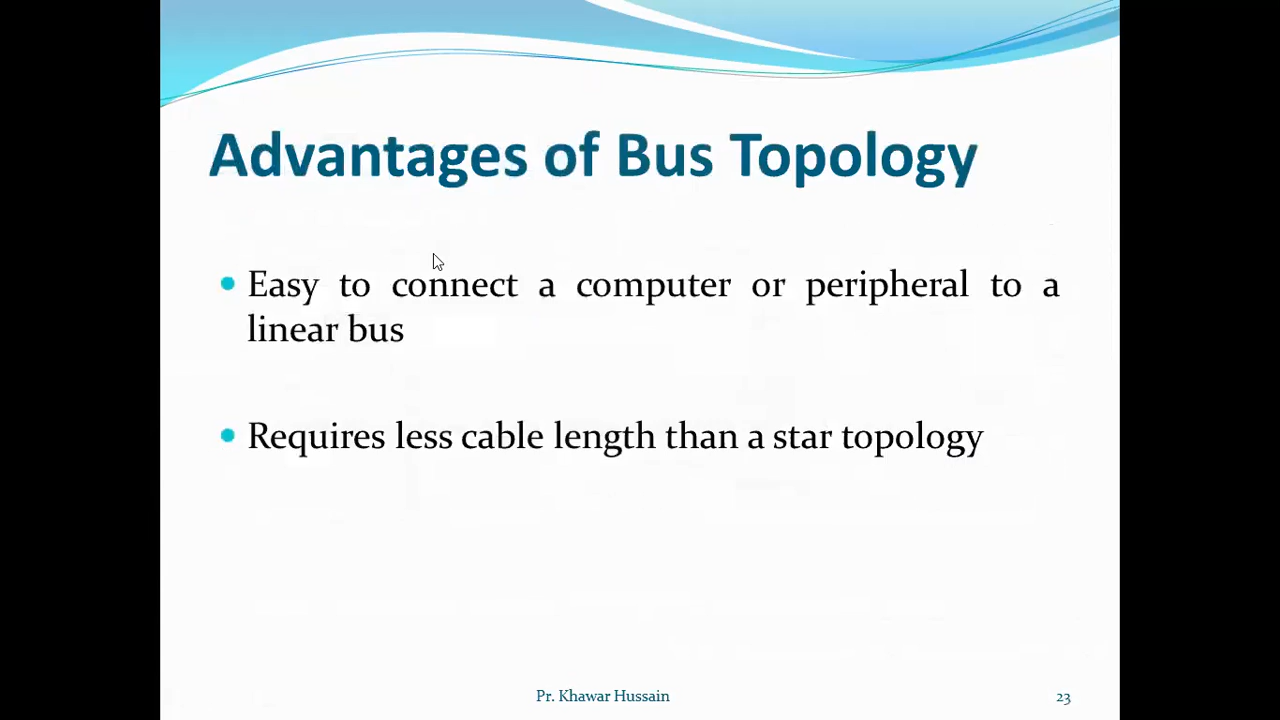 Advantages of Bus Topology
Easy to connect a computer or peripheral to a
linear bus
Requires less cable length than a star topology
Pr. Khawar Hussain
23